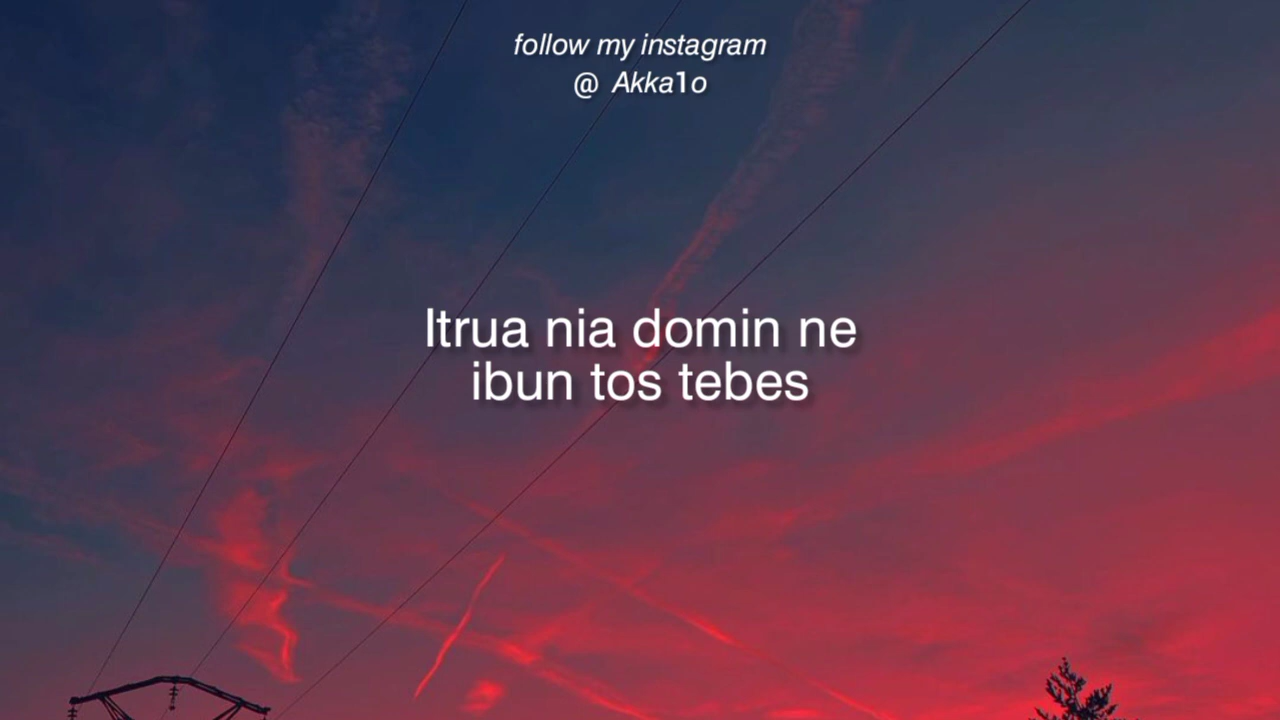 follow my instagram
@ Akka1o
Itrua nia domin ne
ibun tos tebes